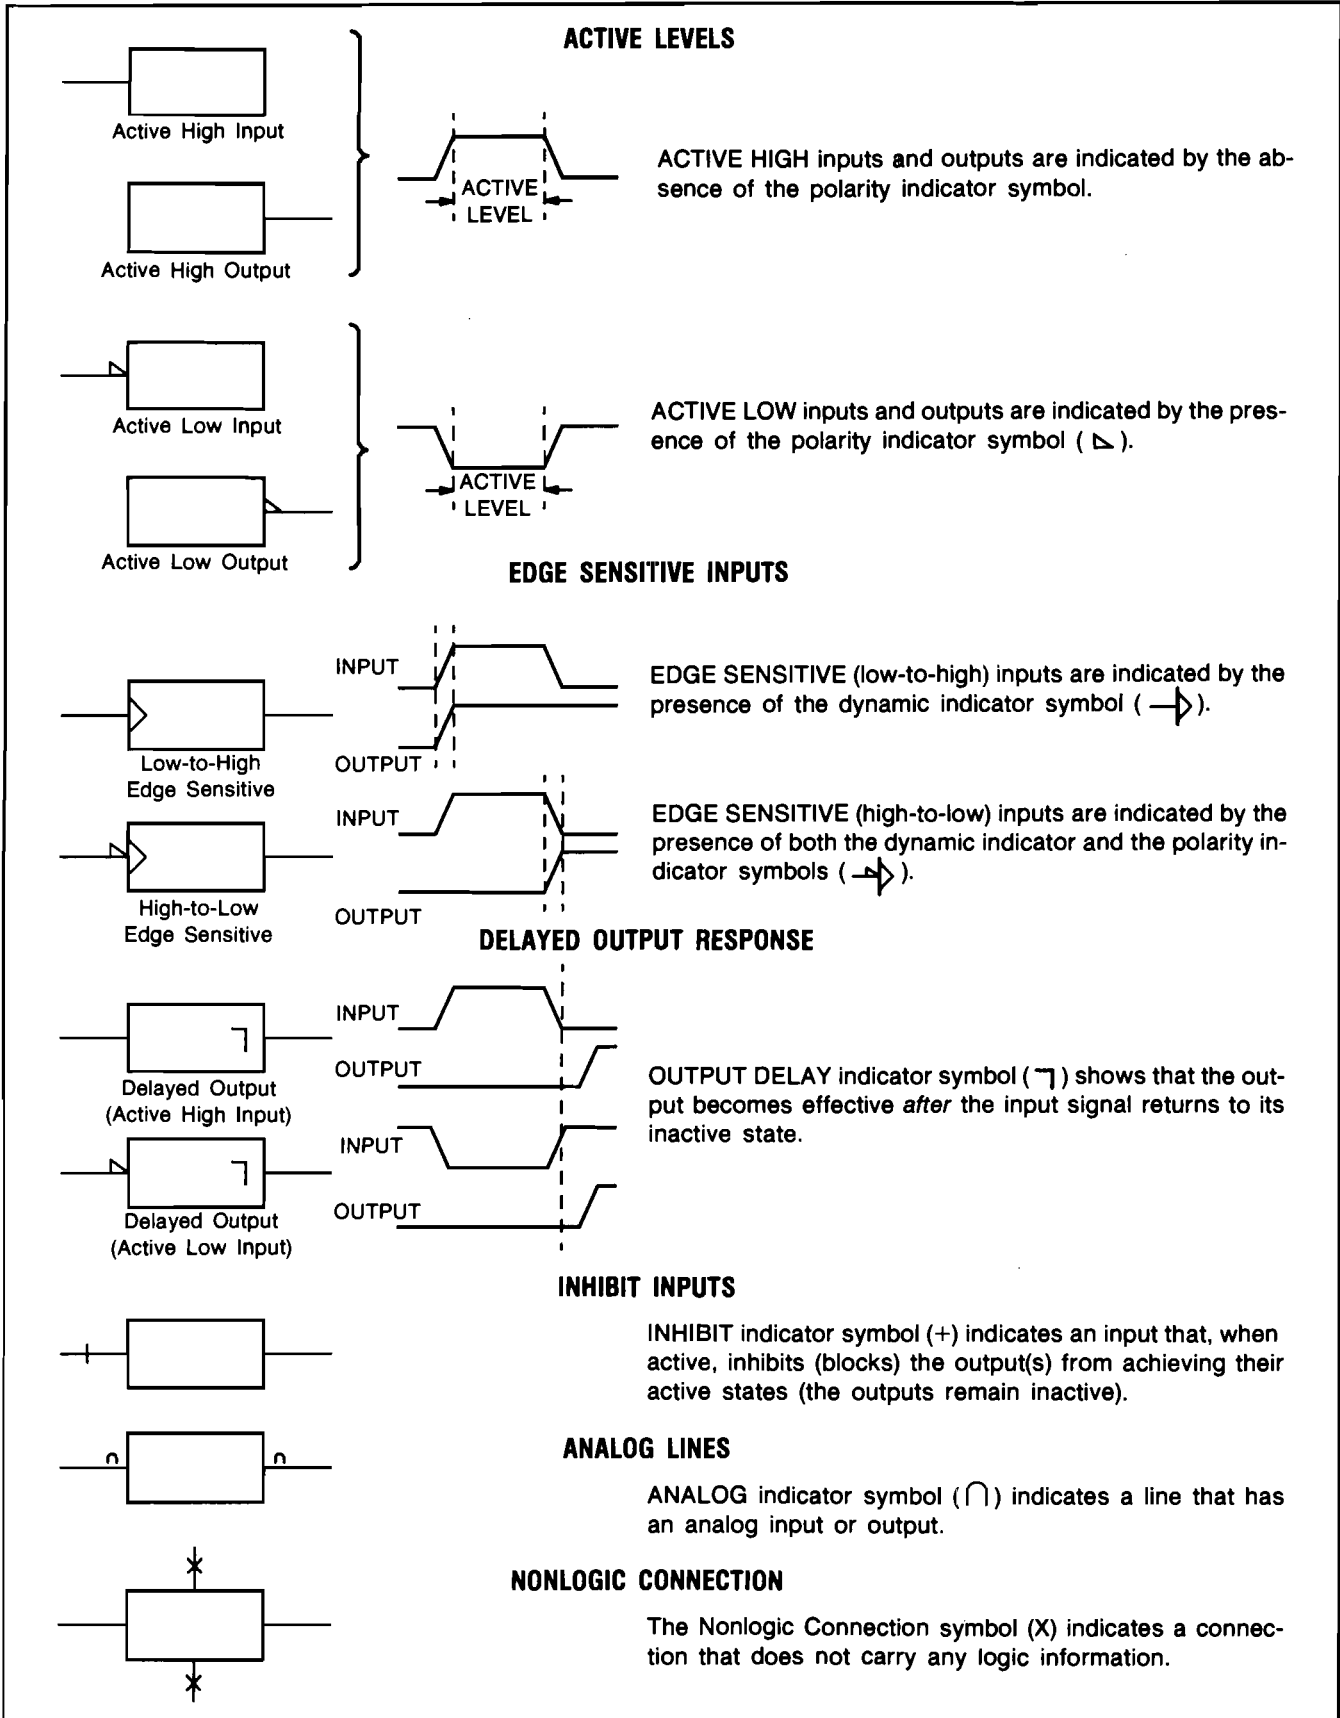 ACTIVE LEVELS
Active High Input
Active High Output
ACTIVE
LEVEL
ACTIVE HIGH inputs and outputs are indicated by the ab-
sence of the polarity indicator symbol.
Active Low Input
Active Low Output
ACTIVE
LEVEL
ACTIVE LOW inputs and outputs are indicated by the pres-
ence of the polarity indicator symbol ( ⊿ ).
EDGE SENSITIVE INPUTS
Low-to-High
Edge Sensitive
INPUT
OUTPUT
EDGE SENSITIVE (low-to-high) inputs are indicated by the
presence of the dynamic indicator symbol ( ).
High-to-Low
Edge Sensitive
INPUT
OUTPUT
EDGE SENSITIVE (high-to-low) inputs are indicated by the
presence of both the dynamic indicator and the polarity in-
dicator symbols ( ).
DELAYED OUTPUT RESPONSE
Delayed Output
(Active High Input)
INPUT
OUTPUT
Delayed Output
(Active Low Input)
INPUT
OUTPUT
OUTPUT DELAY indicator symbol ( ┐ ) shows that the out-
put becomes effective after the input signal returns to its
inactive state.
INHIBIT INPUTS
INHIBIT indicator symbol (+) indicates an input that, when
active, inhibits (blocks) the output(s) from achieving their
active states (the outputs remain inactive).
ANALOG LINES
∩ ∩
ANALOG indicator symbol (∩) indicates a line that has
an analog input or output.
NONLOGIC CONNECTION
The Nonlogic Connection symbol (X) indicates a connec-
tion that does not carry any logic information.